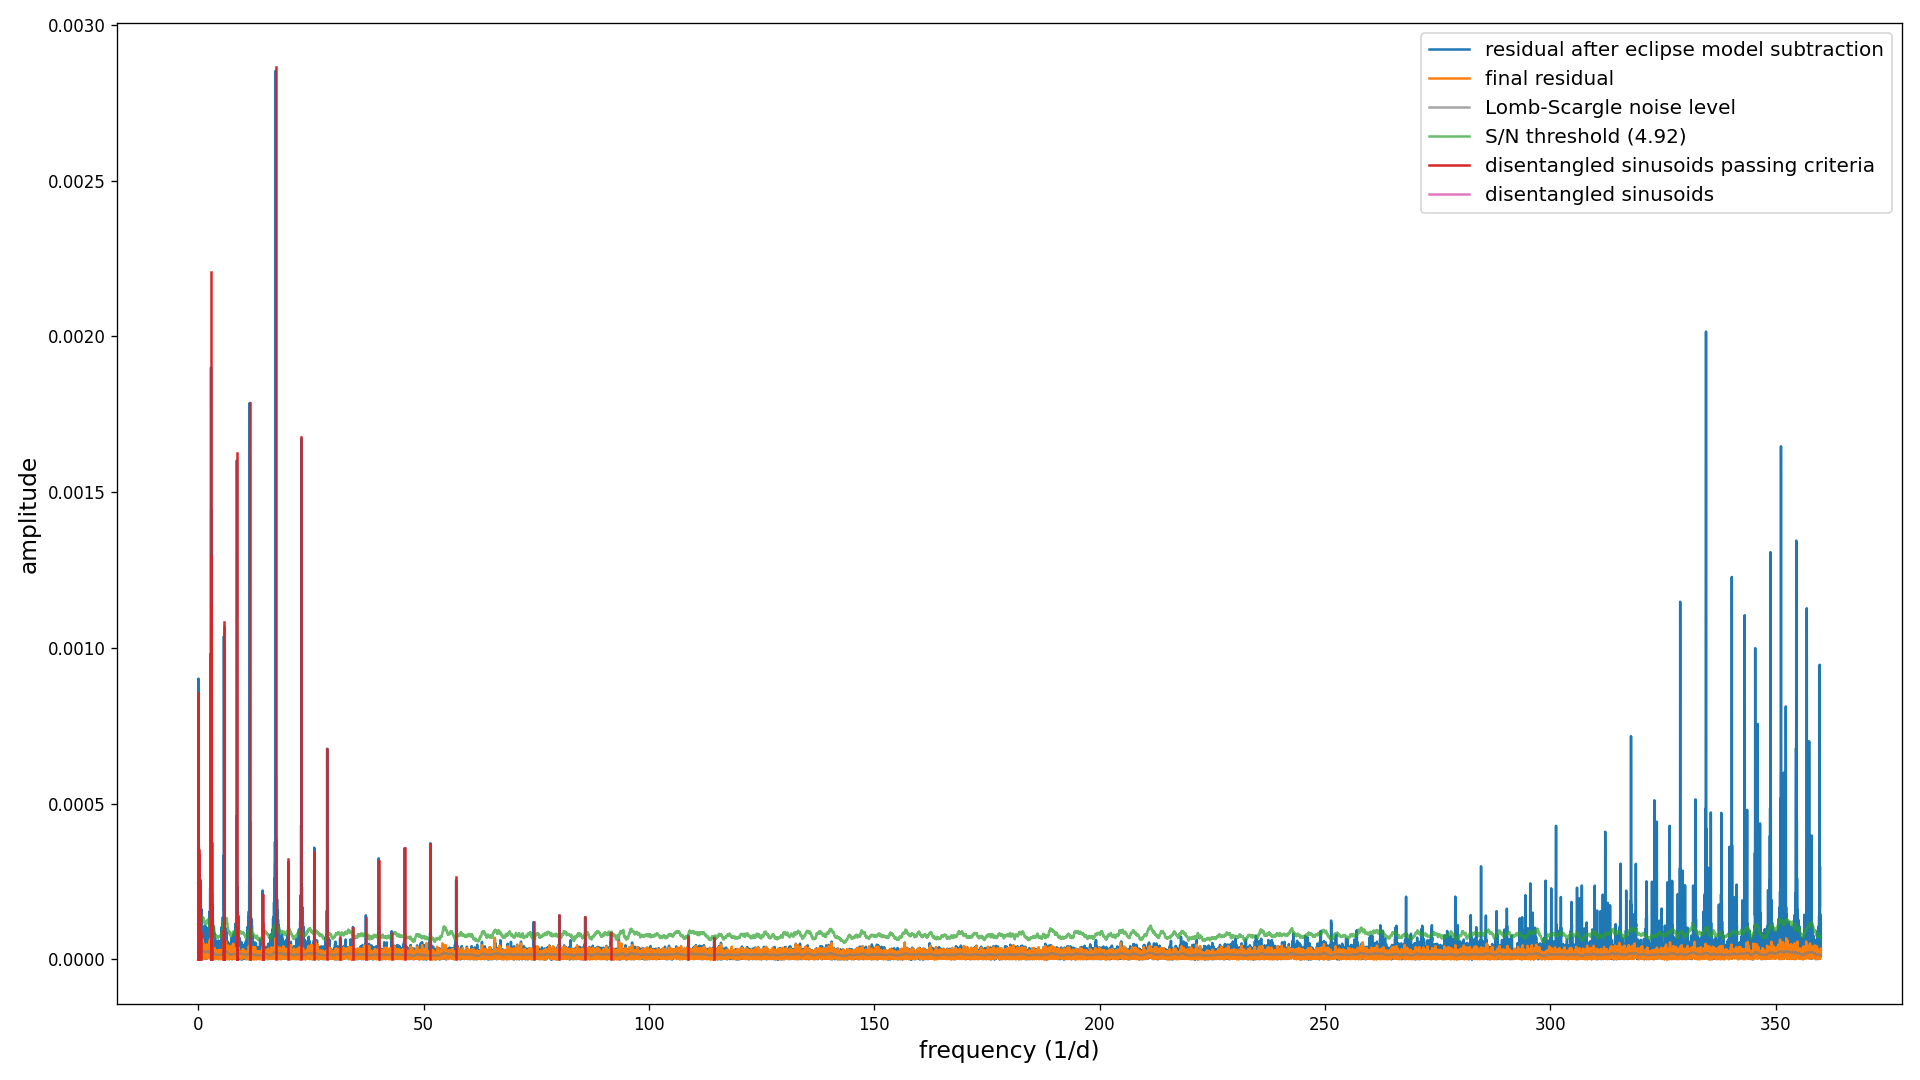 0.0030
0.0025
0.0020
0.0015
0.0010
0.0005
0.0000
amplitude
residual after eclipse model subtraction
final residual
Lomb-Scargle noise level
S/N threshold (4.92)
disentangled sinusoids passing criteria
disentangled sinusoids
0 50 100 150 200 250 300 350
frequency (1/d)